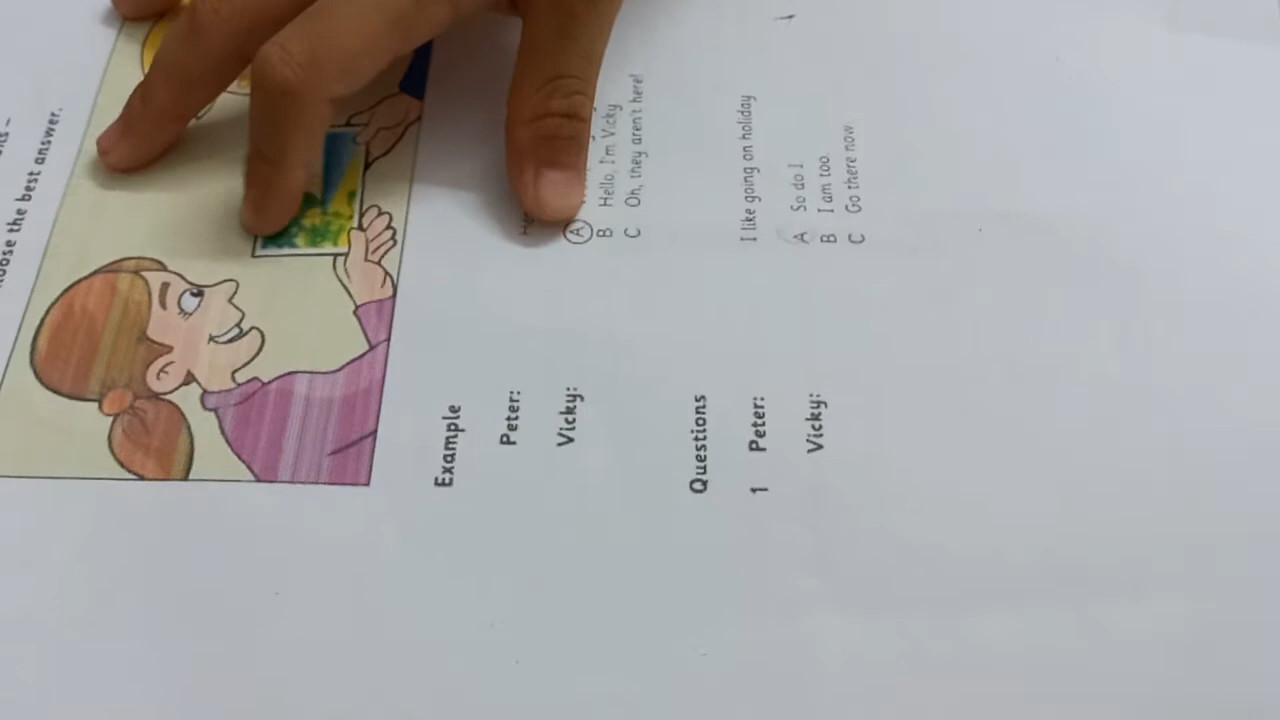 the best answer.
Example
Peter:
Vicky:
A
B Hello, I'm Vicky
C Oh, they aren't here!
Questions
1 Peter: I like going on holiday
Vicky:
A So do I
B I am too.
C Go there now.